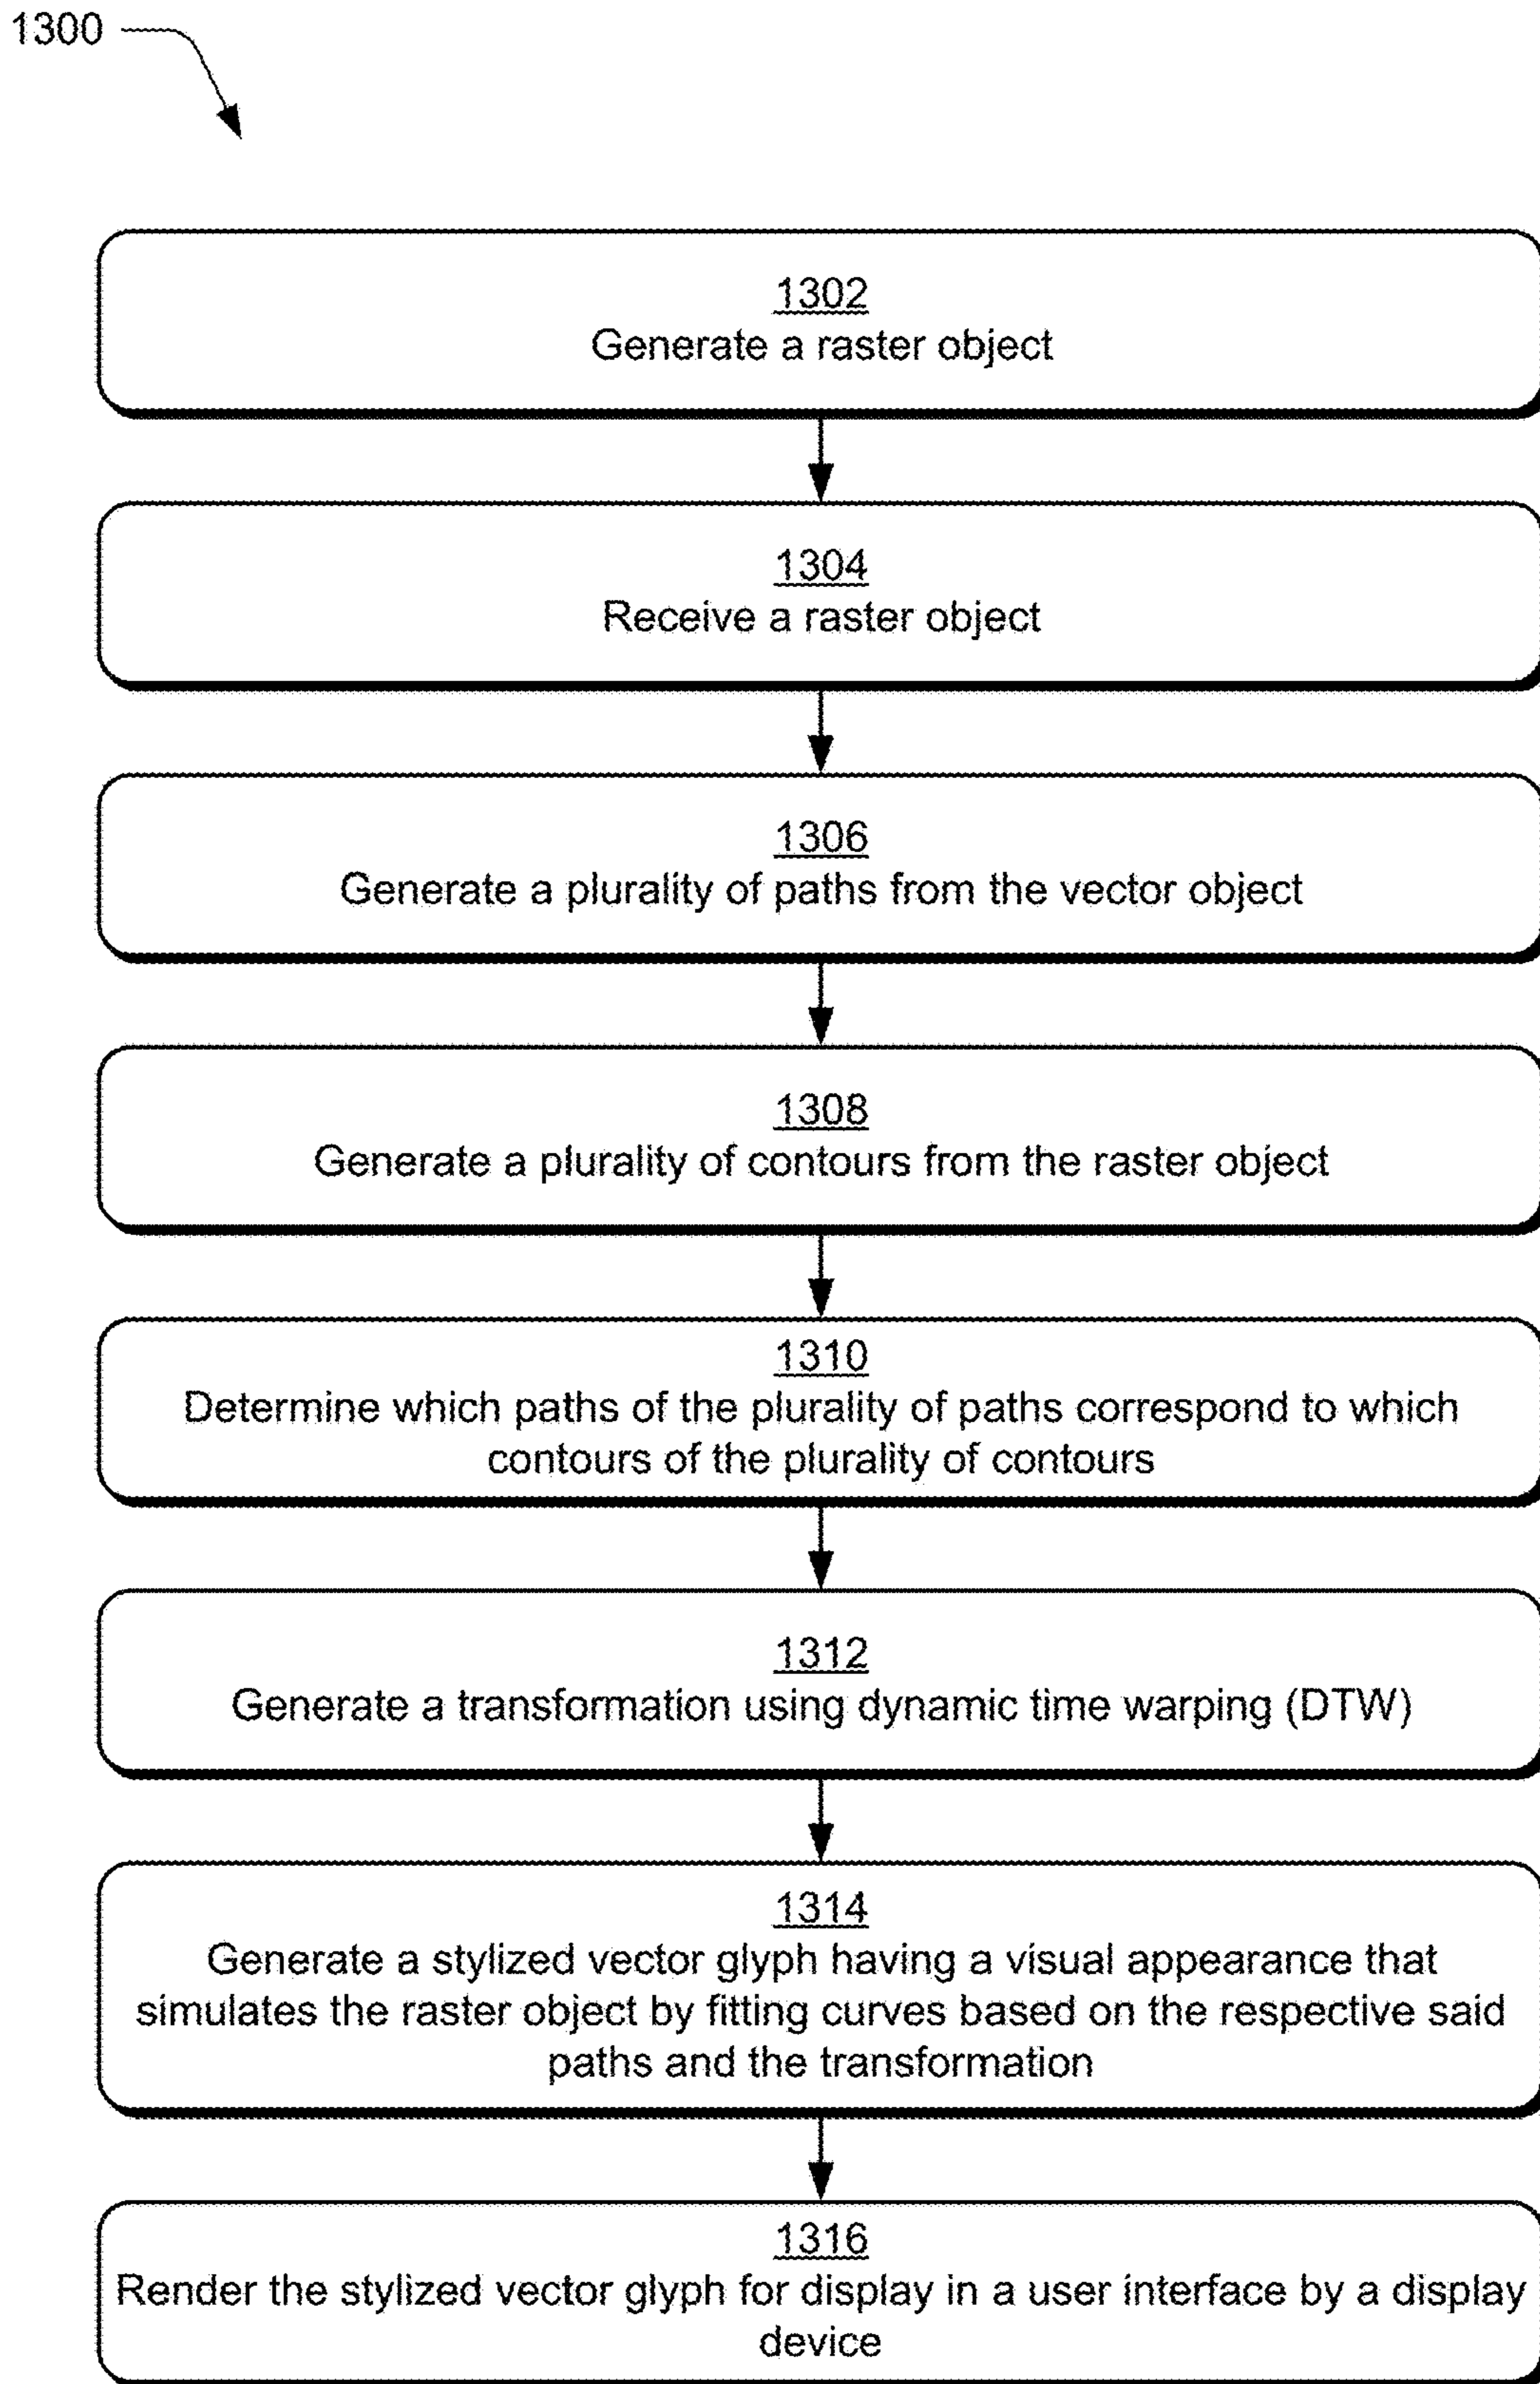 1300
1302
Generate a raster object
1304
Receive a raster object
1306
Generate a plurality of paths from the vector object
1308
Generate a plurality of contours from the raster object
1310
Determine which paths of the plurality of paths correspond to which
contours of the plurality of contours
1312
Generate a transformation using dynamic time warping (DTW)
1314
Generate a stylized vector glyph having a visual appearance that
simulates the raster object by fitting curves based on the respective said
paths and the transformation
1316
Render the stylized vector glyph for display in a user interface by a display
device